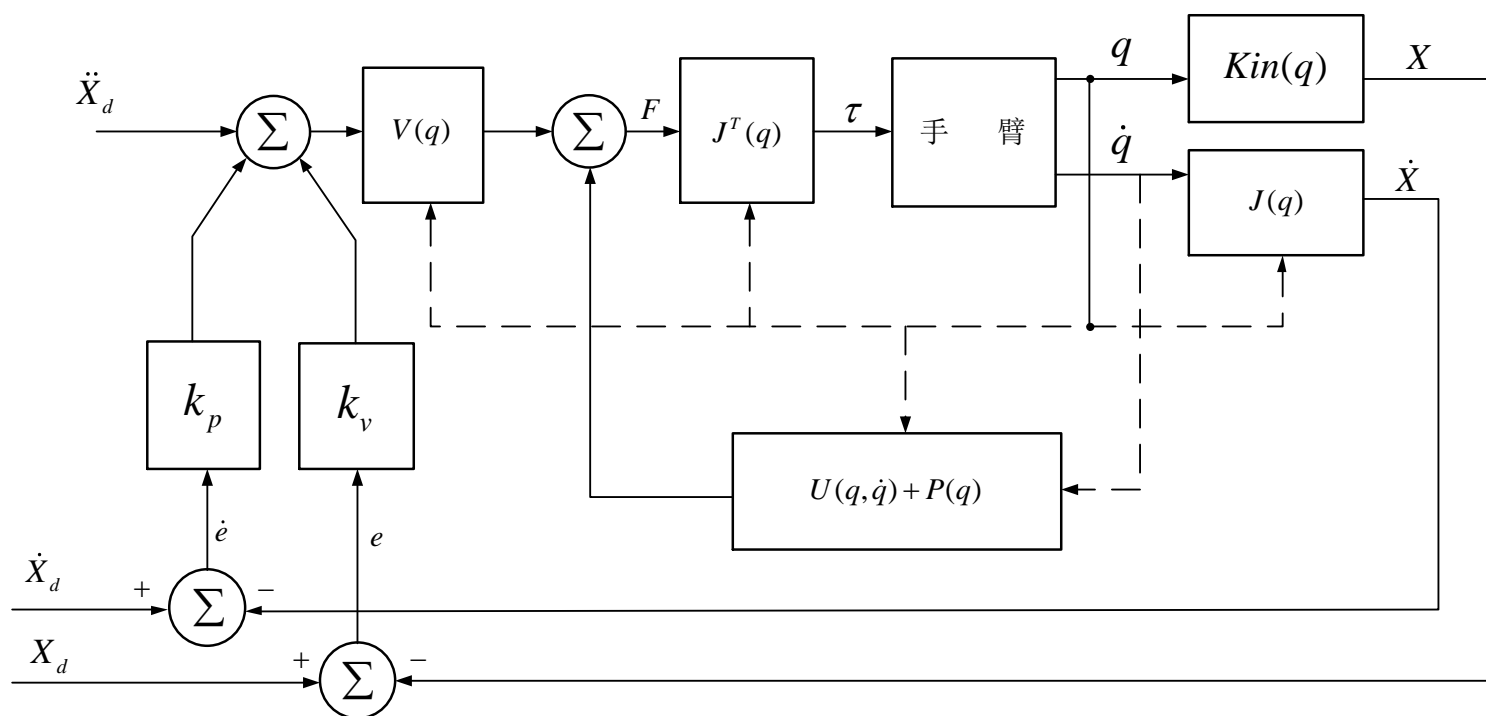 Ẍ_d
Σ
V(q)
Σ
F
J^T(q)
τ
手 臂
q
Kin(q)
X
q̇
J(q)
Ẋ
k_p
k_v
U(q,q̇)+P(q)
ė
e
Ẋ_d
+
Σ
−
X_d
+
Σ
−